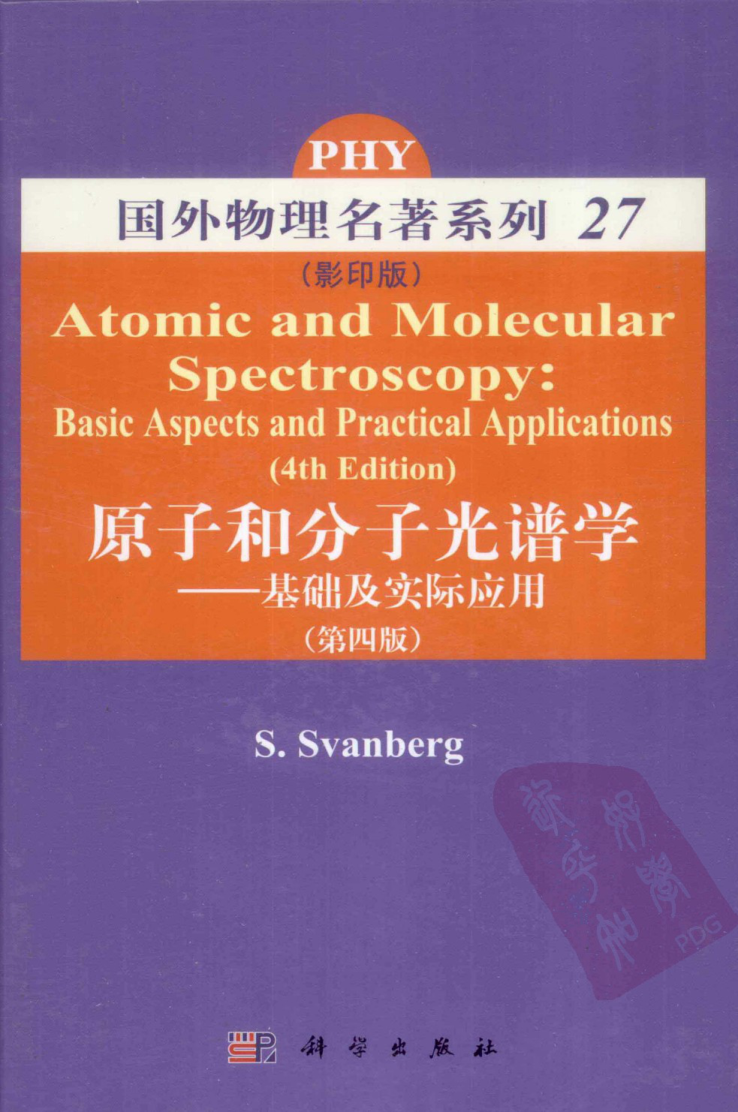 PHY
国外物理名著系列 27
(影印版)
Atomic and Molecular
Spectroscopy:
Basic Aspects and Practical Applications
(4th Edition)
原子和分子光谱学
——基础及实际应用
(第四版)
S. Svanberg
PDG
科学出版社